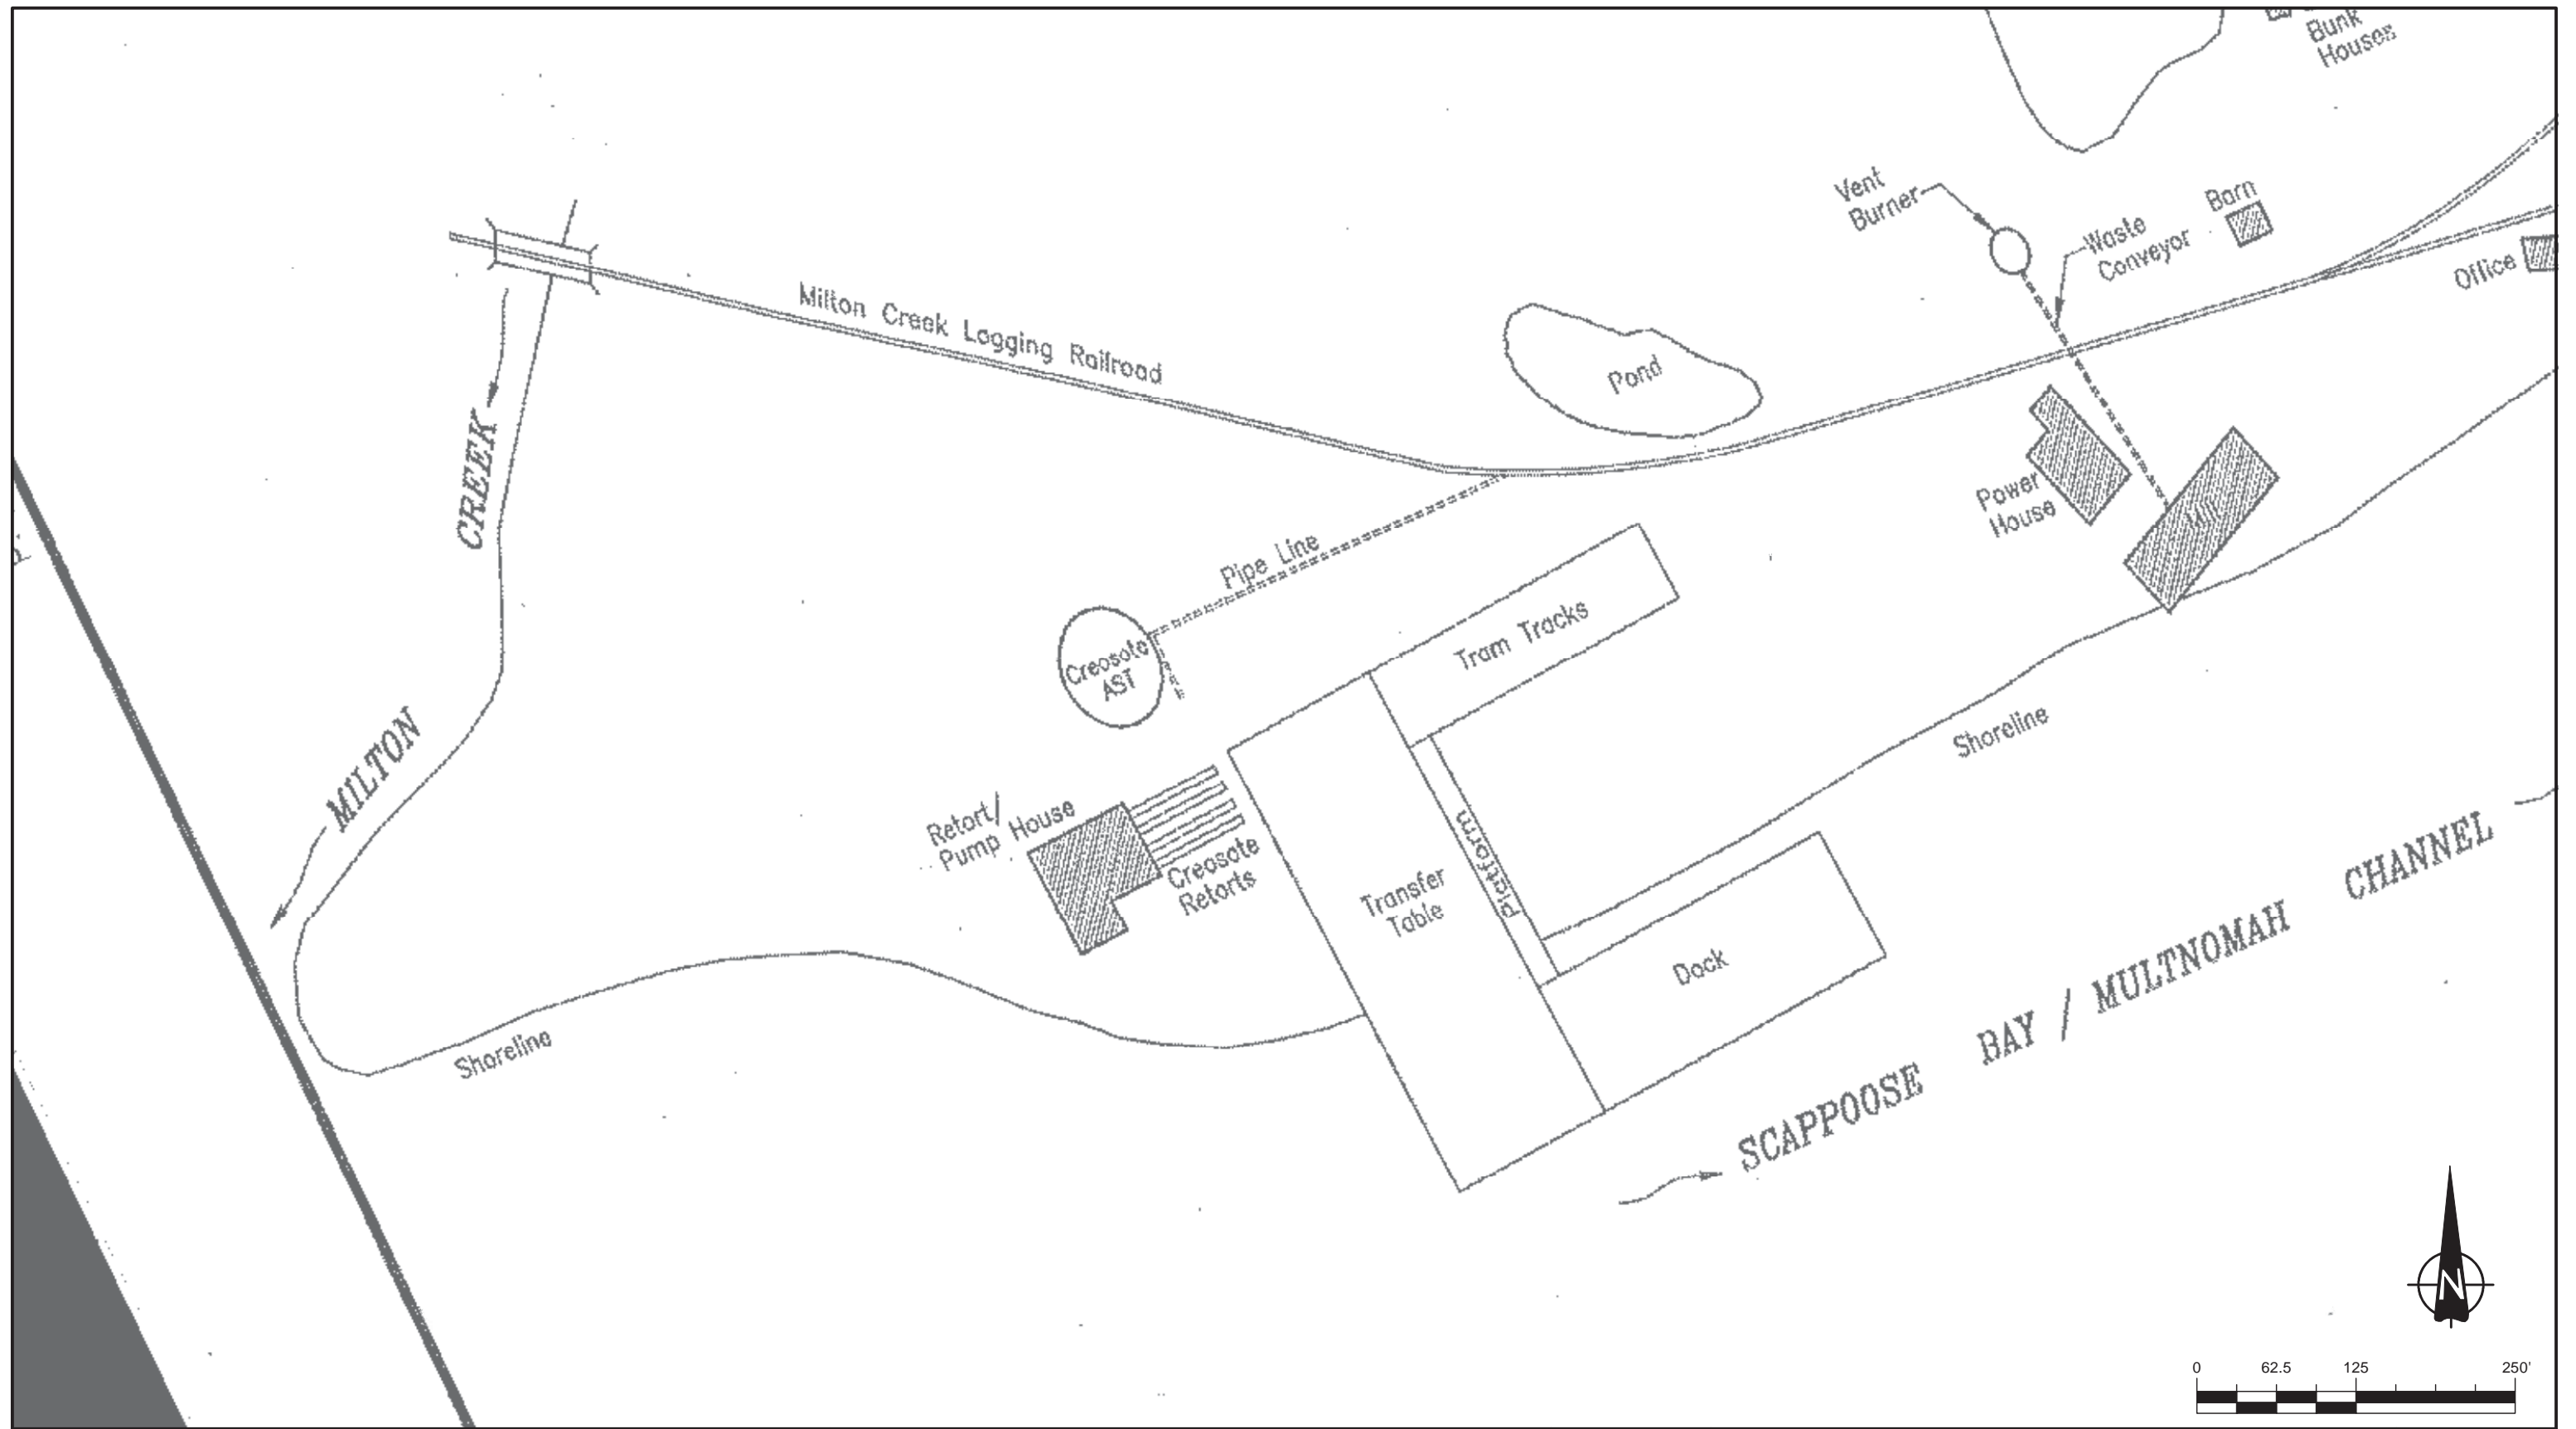 Bunk
Houses
Vent
Burner
Barn
Waste
Conveyor
Office
Milton Creek Logging Railroad
Pond
CREEK
Power
House
Mill
Pipe Line
Tram Tracks
Creosote
AST
Shoreline
MILTON
Retort/
Pump House
Platform
Creosote
Retorts
Transfer
Table
Dock
SCAPPOOSE BAY / MULTNOMAH CHANNEL
Shoreline
N
0 62.5 125 250'